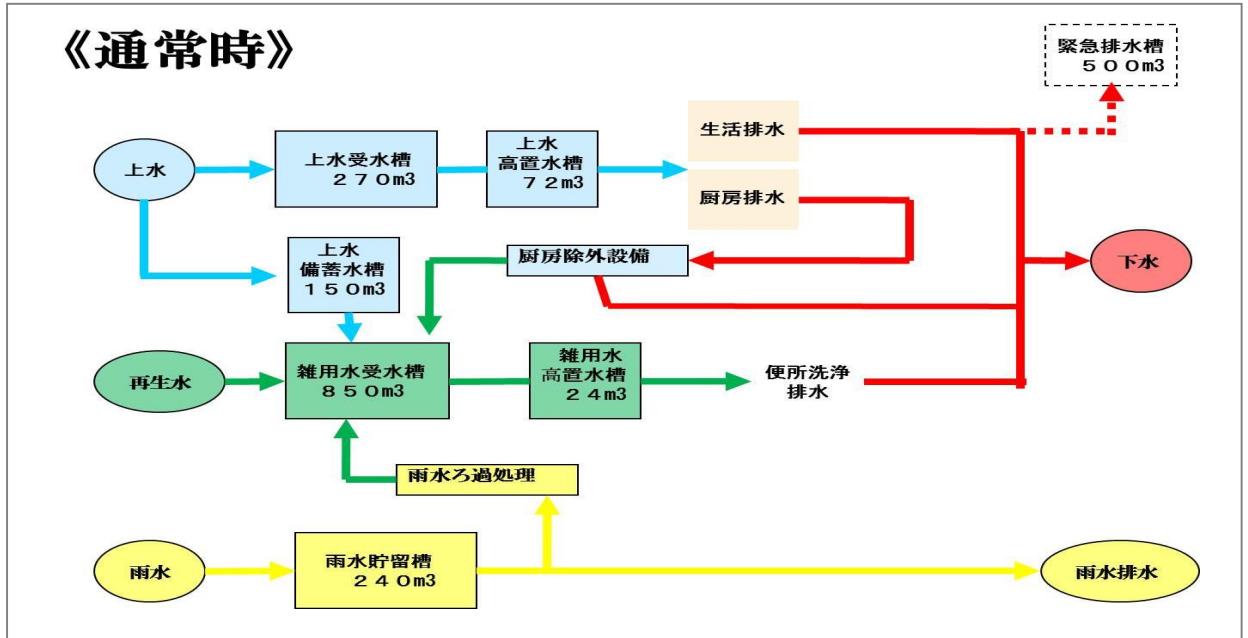 《通常時》
緊急排水槽
５００m3
生活排水
上水
上水受水槽
２７０m3
上水
高置水槽
７２m3
厨房排水
上水
備蓄水槽
１５０m3
厨房除外設備
下水
再生水
雑用水受水槽
８５０m3
雑用水
高置水槽
２４m3
便所洗浄
排水
雨水ろ過処理
雨水
雨水貯留槽
２４０m3
雨水排水